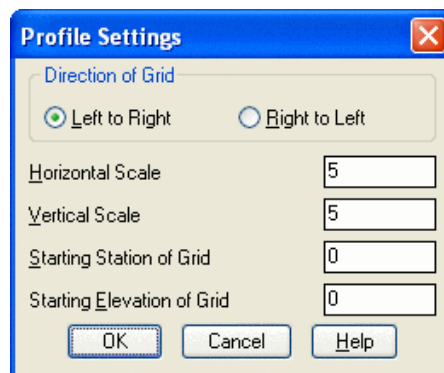 Profile Settings
Direction of Grid
Left to Right Right to Left
Horizontal Scale 5
Vertical Scale 5
Starting Station of Grid 0
Starting Elevation of Grid 0
OK Cancel Help